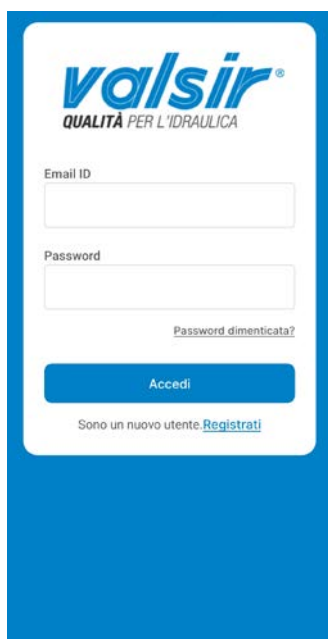 valsir®
QUALITÀ PER L'IDRAULICA
Email ID
Password
Password dimenticata?
Accedi
Sono un nuovo utente.Registrati